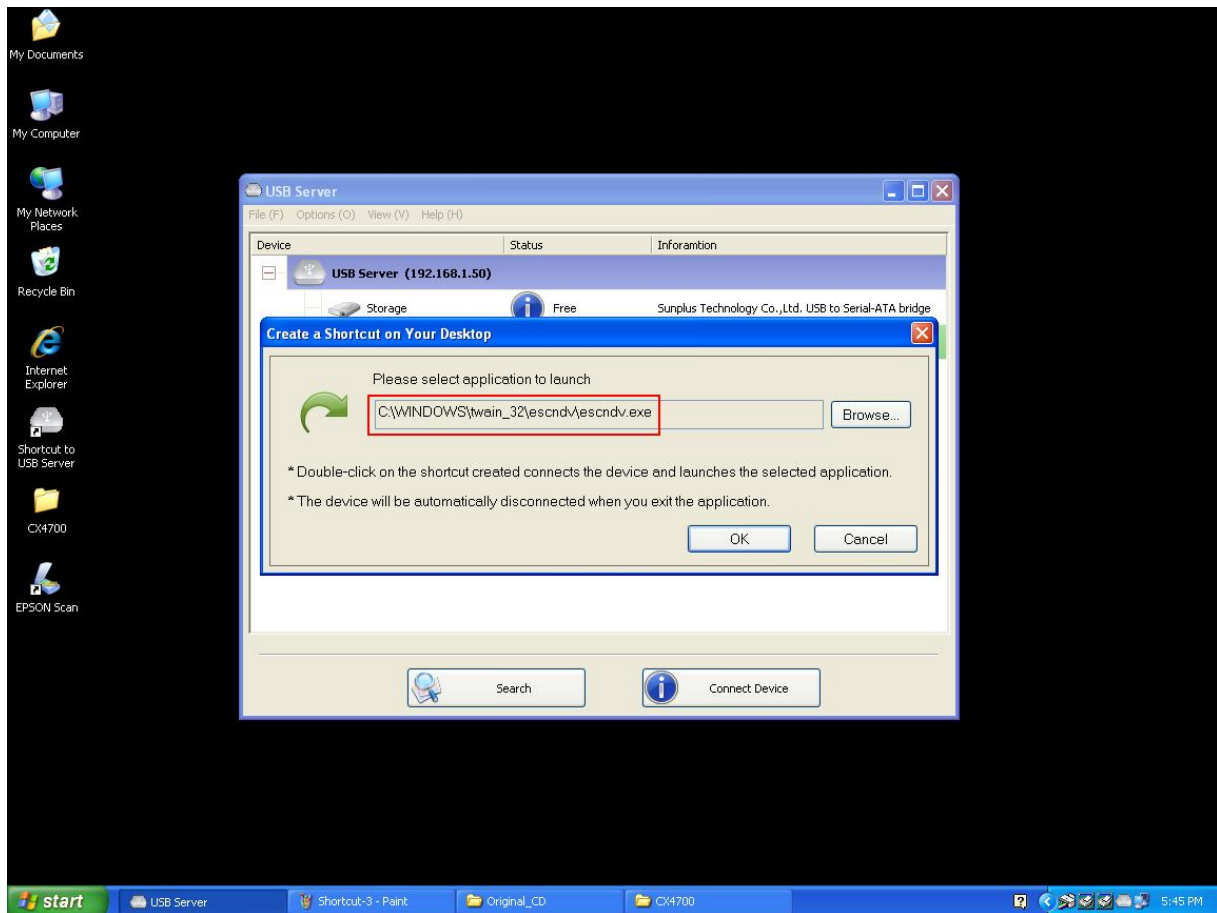 My Documents
My Computer
My Network
Places
Recycle Bin
Internet
Explorer
Shortcut to
USB Server
CX4700
EPSON Scan
USB Server
File (F) Options (O) View (V) Help (H)
Device Status Inforamtion
USB Server (192.168.1.50)
Storage Free Sunplus Technology Co.,Ltd. USB to Serial-ATA bridge
Create a Shortcut on Your Desktop
Please select application to launch
C:\WINDOWS\twain_32\escndv\escndv.exe Browse...
* Double-click on the shortcut created connects the device and launches the selected application.
* The device will be automatically disconnected when you exit the application.
OK Cancel
Search Connect Device
start USB Server Shortcut-3 - Paint Original_CD CX4700 5:45 PM